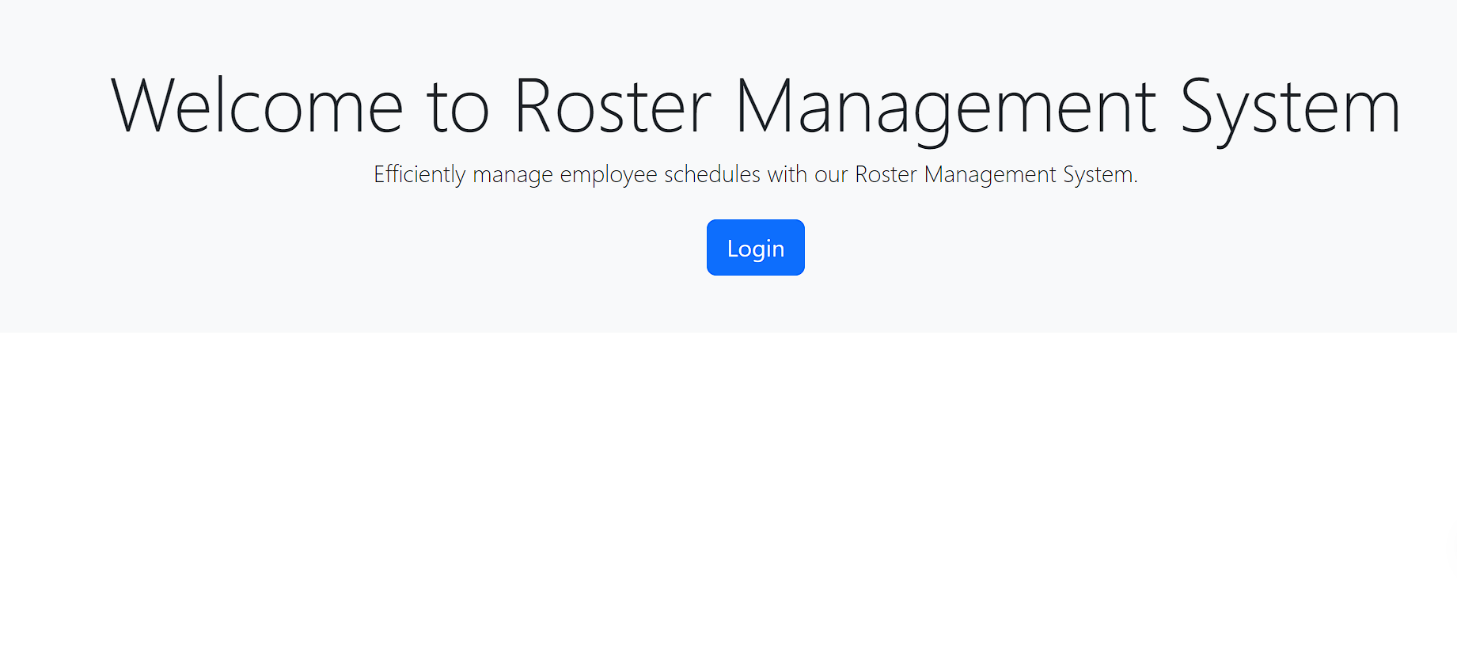 Welcome to Roster Management System
Efficiently manage employee schedules with our Roster Management System.
Login